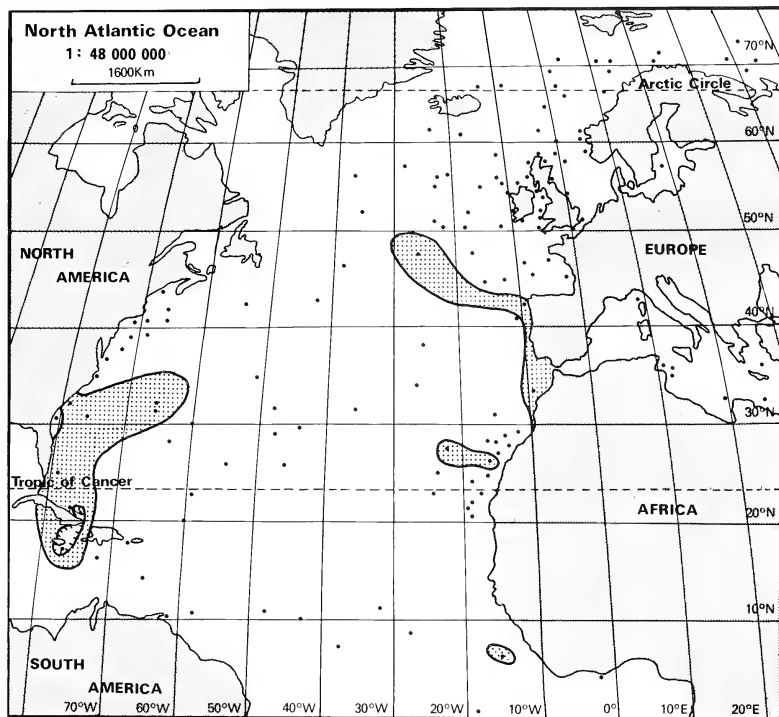 North Atlantic Ocean
1: 48 000 000
1600Km
70°N
Arctic Circle
60°N
50°N
NORTH
AMERICA
EUROPE
40°N
30°N
Tropic of Cancer
AFRICA
20°N
10°N
SOUTH
AMERICA
70°W
60°W
50°W
40°W
30°W
20°W
10°W
0°
10°E
20°E